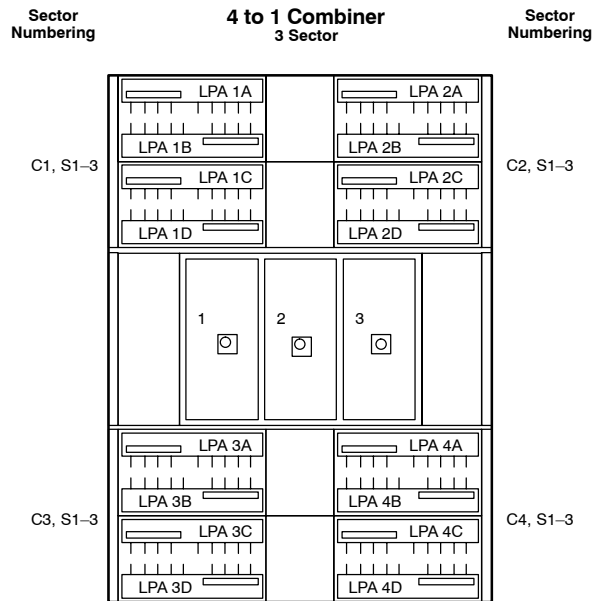 Sector
Numbering
4 to 1 Combiner
3 Sector
Sector
Numbering
LPA 1A
LPA 2A
LPA 1B
LPA 2B
C1, S1–3
C2, S1–3
LPA 1C
LPA 2C
LPA 1D
LPA 2D
1
2
3
LPA 3A
LPA 4A
LPA 3B
LPA 4B
C3, S1–3
C4, S1–3
LPA 3C
LPA 4C
LPA 3D
LPA 4D